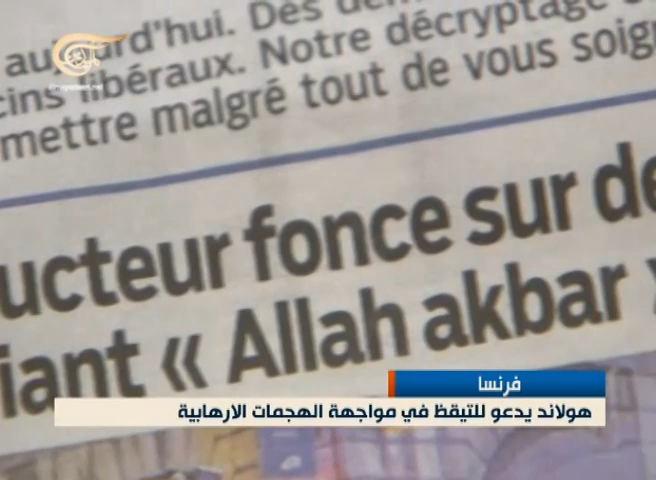 aujourd'hui. Dès
cins libéraux. Notre décryptage
mettre malgré tout de vous soign
ucteur fonce sur de
iant « Allah akbar »
فرنسا
هولاند يدعو للتيقظ في مواجهة الهجمات الارهابية